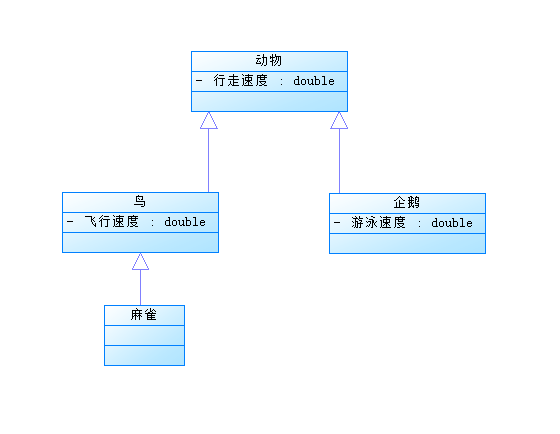 动物
- 行走速度 : double
鸟
- 飞行速度 : double
企鹅
- 游泳速度 : double
麻雀